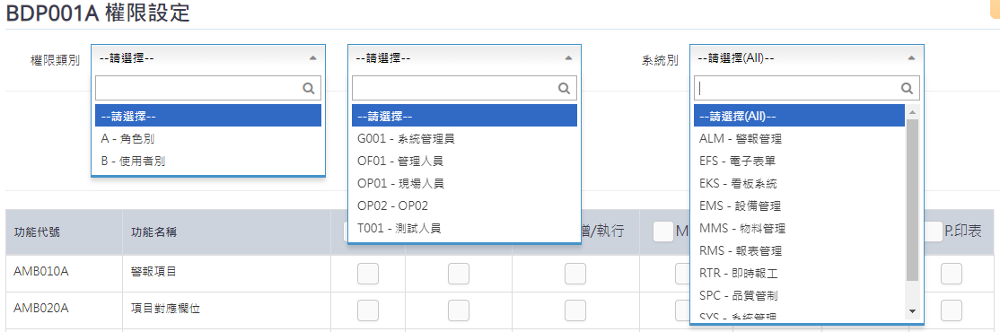 BDP001A 權限設定
權限類別 --請選擇-- --請選擇-- 系統別 --請選擇(All)--
--請選擇--
A - 角色別
B - 使用者別
--請選擇--
G001 - 系統管理員
OF01 - 管理人員
OP01 - 現場人員
OP02 - OP02
T001 - 測試人員
--請選擇(All)--
ALM - 警報管理
EFS - 電子表單
EKS - 看板系統
EMS - 設備管理
MMS - 物料管理
RMS - 報表管理
RTR - 即時報工
SPC - 品質管制
SYS - 系統管理
功能代號 功能名稱 增/執行 M P.印表
AMB010A 警報項目
AMB020A 項目對應欄位